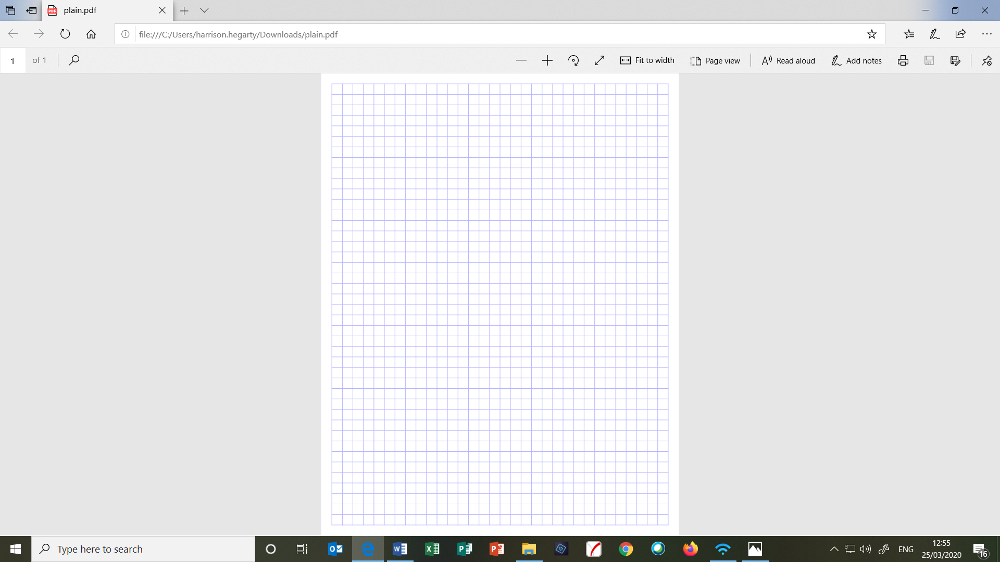 plain.pdf
file:///C:/Users/harrison.hegarty/Downloads/plain.pdf
1 of 1 Fit to width Page view Read aloud Add notes
Type here to search
ENG
12:55
25/03/2020
16